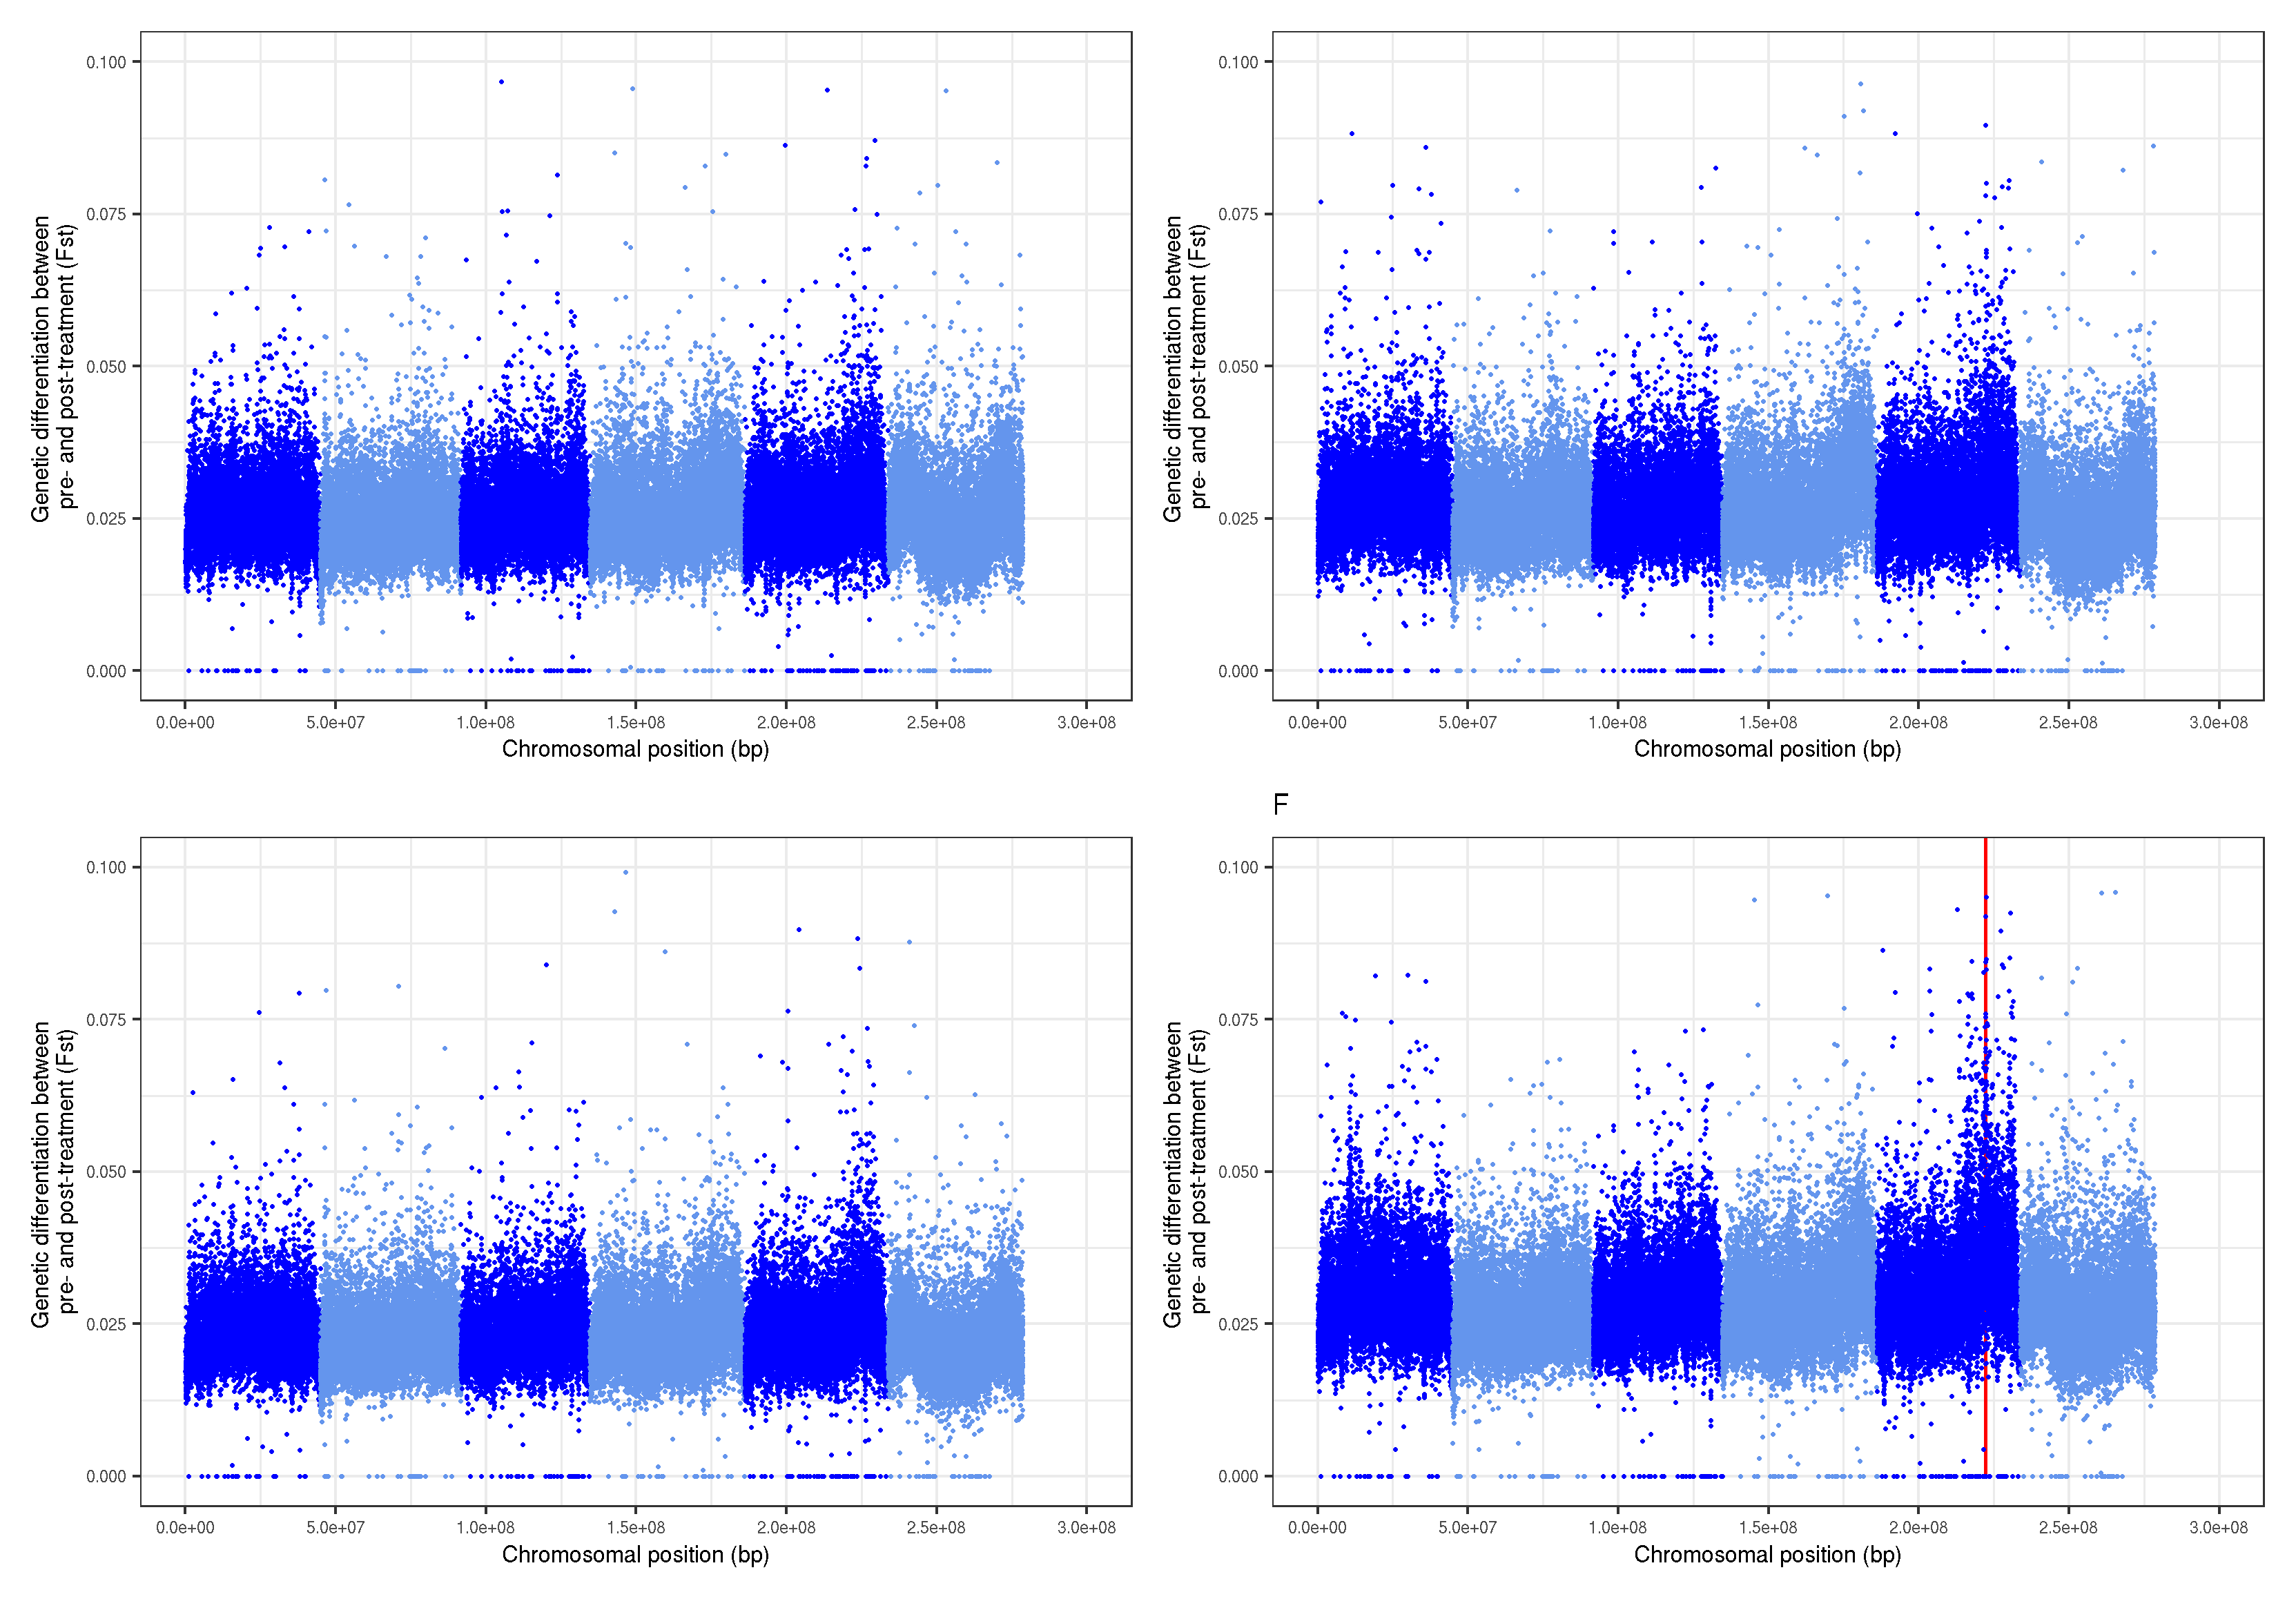 0.100
0.075
0.050
0.025
0.000
Genetic differentiation between
pre- and post-treatment (Fst)
0.0e+00 5.0e+07 1.0e+08 1.5e+08 2.0e+08 2.5e+08 3.0e+08
Chromosomal position (bp)
0.100
0.075
0.050
0.025
0.000
Genetic differentiation between
pre- and post-treatment (Fst)
0.0e+00 5.0e+07 1.0e+08 1.5e+08 2.0e+08 2.5e+08 3.0e+08
Chromosomal position (bp)
0.100
0.075
0.050
0.025
0.000
Genetic differentiation between
pre- and post-treatment (Fst)
0.0e+00 5.0e+07 1.0e+08 1.5e+08 2.0e+08 2.5e+08 3.0e+08
Chromosomal position (bp)
F
0.100
0.075
0.050
0.025
0.000
Genetic differentiation between
pre- and post-treatment (Fst)
0.0e+00 5.0e+07 1.0e+08 1.5e+08 2.0e+08 2.5e+08 3.0e+08
Chromosomal position (bp)